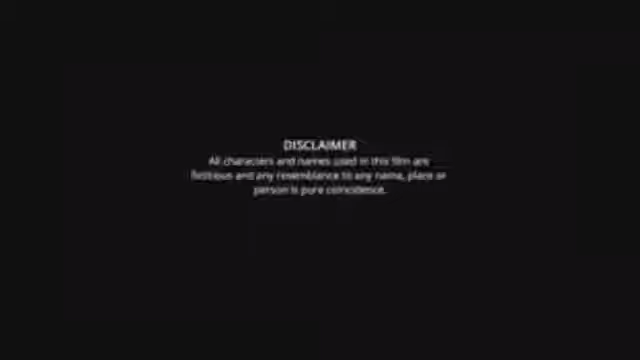 DISCLAIMER
All characters and names used in this film are
fictitious and any resemblance to any name, place or
person is pure coincidence.